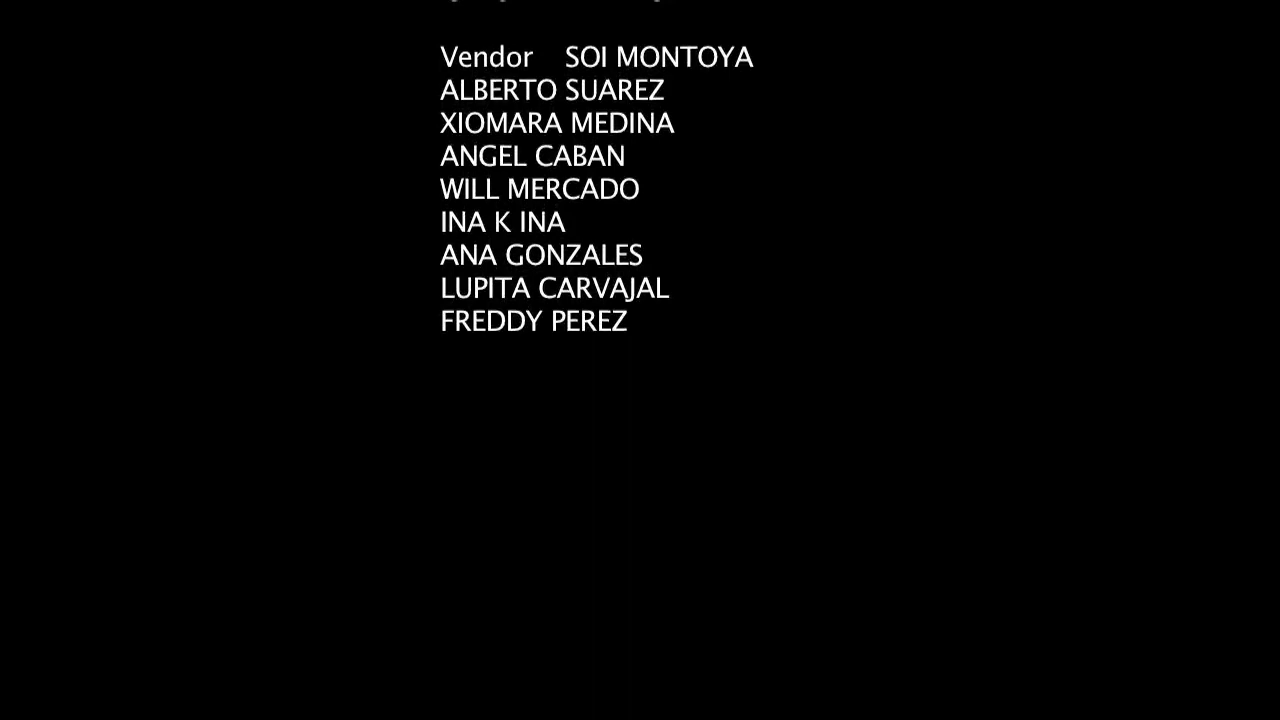 Vendor SOI MONTOYA
ALBERTO SUAREZ
XIOMARA MEDINA
ANGEL CABAN
WILL MERCADO
INA K INA
ANA GONZALES
LUPITA CARVAJAL
FREDDY PEREZ